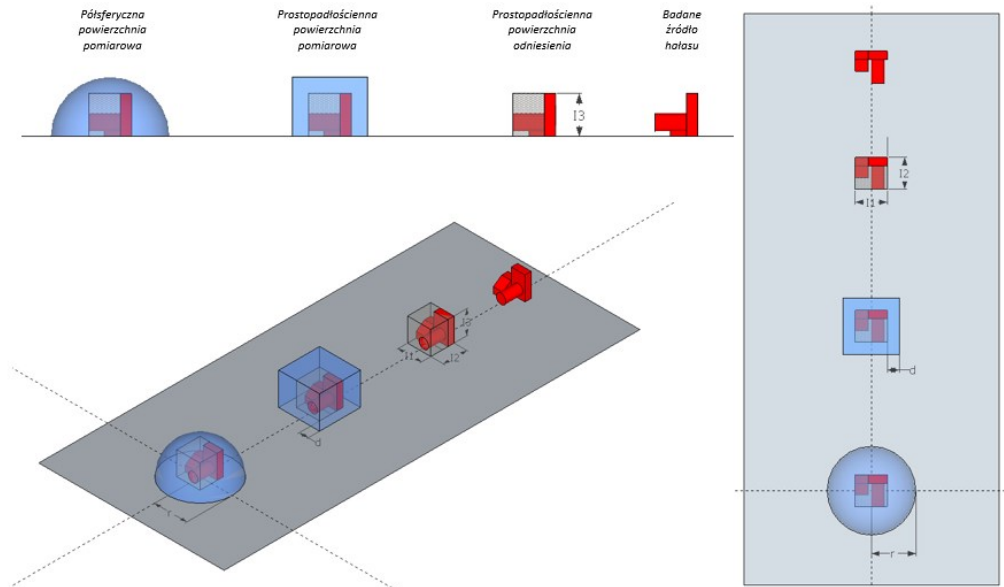 Półsferyczna
powierzchnia
pomiarowa
Prostopadłościenna
powierzchnia
pomiarowa
Prostopadłościenna
powierzchnia
odniesienia
Badane
źródło
hałasu
l3
l2
l1
d
r
l3
l1
l2
d
r